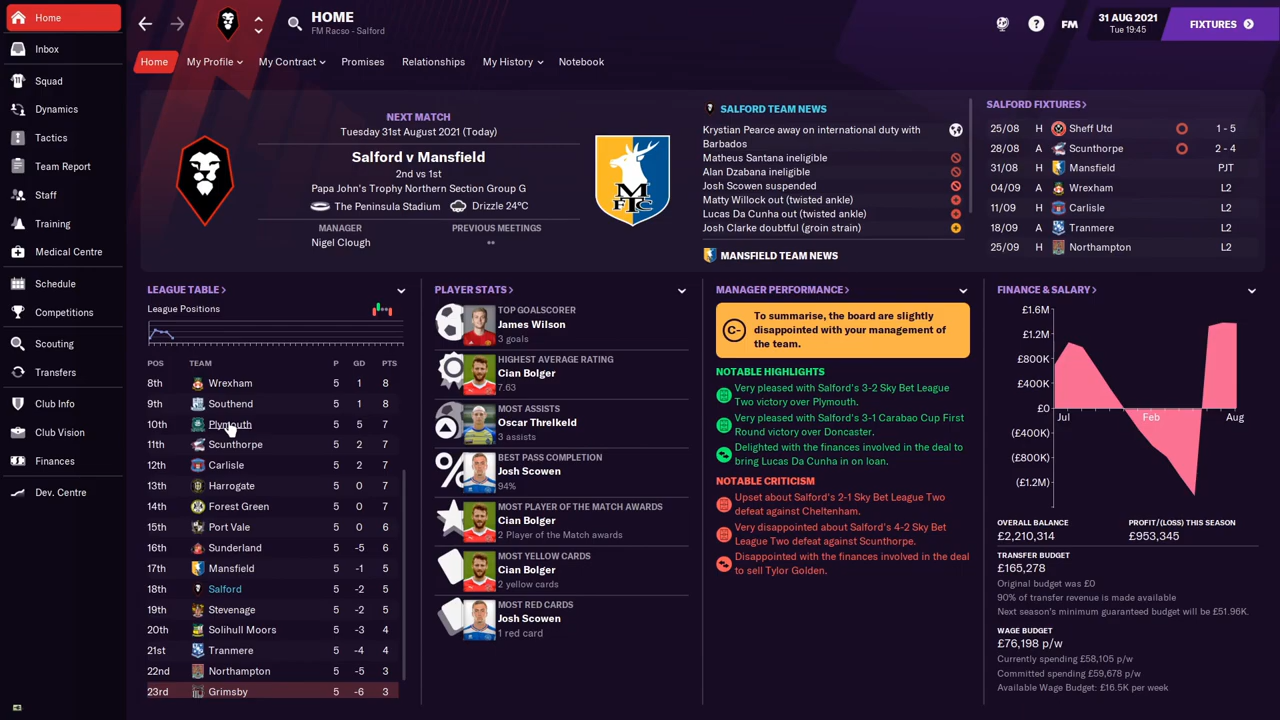 Home
HOME
FM Racso - Salford
FM
31 AUG 2021
Tue 19:45
FIXTURES
Inbox
Squad
Dynamics
Tactics
Team Report
Staff
Training
Medical Centre
Schedule
Competitions
Scouting
Transfers
Club Info
Club Vision
Finances
Dev. Centre
Home My Profile My Contract Promises Relationships My History Notebook
NEXT MATCH
Tuesday 31st August 2021 (Today)
Salford v Mansfield
2nd vs 1st
Papa John's Trophy Northern Section Group G
The Peninsula Stadium Drizzle 24°C
MANAGER PREVIOUS MEETINGS
Nigel Clough
SALFORD TEAM NEWS
Krystian Pearce away on international duty with
Barbados
Matheus Santana ineligible
Alan Dzabana ineligible
Josh Scowen suspended
Matty Willock out (twisted ankle)
Lucas Da Cunha out (twisted ankle)
Josh Clarke doubtful (groin strain)
MANSFIELD TEAM NEWS
SALFORD FIXTURES
25/08 H Sheff Utd 1 - 5
28/08 A Scunthorpe 2 - 4
31/08 H Mansfield PJT
04/09 A Wrexham L2
11/09 H Carlisle L2
18/09 A Tranmere L2
25/09 H Northampton L2
LEAGUE TABLE
League Positions
POS TEAM P GD PTS
8th Wrexham 5 1 8
9th Southend 5 1 8
10th Plymouth 5 5 7
11th Scunthorpe 5 2 7
12th Carlisle 5 2 7
13th Harrogate 5 0 7
14th Forest Green 5 0 7
15th Port Vale 5 0 6
16th Sunderland 5 -5 6
17th Mansfield 5 -1 5
18th Salford 5 -2 5
19th Stevenage 5 -2 5
20th Solihull Moors 5 -3 4
21st Tranmere 5 -4 4
22nd Northampton 5 -5 3
23rd Grimsby 5 -6 3
PLAYER STATS
TOP GOALSCORER
James Wilson
3 goals
HIGHEST AVERAGE RATING
Cian Bolger
7.63
MOST ASSISTS
Oscar Threlkeld
3 assists
BEST PASS COMPLETION
Josh Scowen
94%
MOST PLAYER OF THE MATCH AWARDS
Cian Bolger
2 Player of the Match awards
MOST YELLOW CARDS
Cian Bolger
2 yellow cards
MOST RED CARDS
Josh Scowen
1 red card
MANAGER PERFORMANCE
C-
To summarise, the board are slightly
disappointed with your management of
the team.
NOTABLE HIGHLIGHTS
Very pleased with Salford's 3-2 Sky Bet League
Two victory over Plymouth.
Very pleased with Salford's 3-1 Carabao Cup First
Round victory over Doncaster.
Delighted with the finances involved in the deal to
bring Lucas Da Cunha in on loan.
NOTABLE CRITICISM
Upset about Salford's 2-1 Sky Bet League Two
defeat against Cheltenham.
Very disappointed about Salford's 4-2 Sky Bet
League Two defeat against Scunthorpe.
Disappointed with the finances involved in the deal
to sell Tylor Golden.
FINANCE & SALARY
£1.6M
£1.2M
£800K
£400K
£0
(£400K)
(£800K)
(£1.2M)
Jul Feb Aug
OVERALL BALANCE PROFIT/(LOSS) THIS SEASON
£2,210,314 £953,345
TRANSFER BUDGET
£165,278
Original budget was £0
90% of transfer revenue is made available
Next season's minimum guaranteed budget will be £51.96K.
WAGE BUDGET
£76,198 p/w
Currently spending £58,105 p/w
Committed spending £59,678 p/w
Available Wage Budget: £16.5K per week